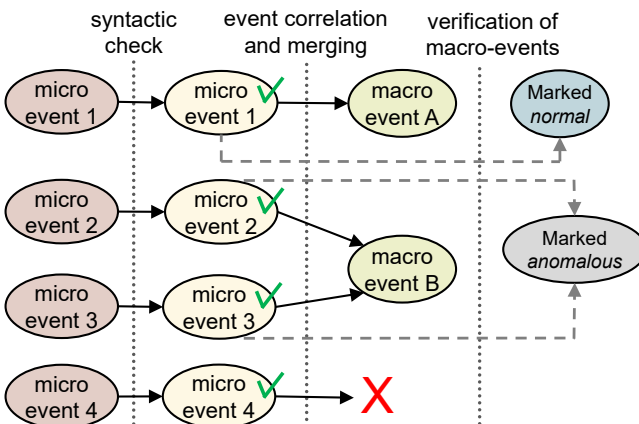 syntactic
check
event correlation
and merging
verification of
macro-events
micro
event 1
micro
event 1
macro
event A
Marked
normal
micro
event 2
micro
event 2
macro
event B
Marked
anomalous
micro
event 3
micro
event 3
micro
event 4
micro
event 4
X